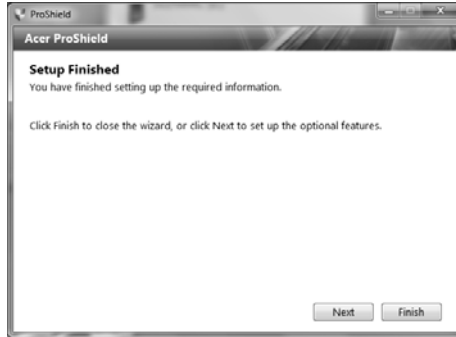 ProShield
Acer ProShield
Setup Finished
You have finished setting up the required information.
Click Finish to close the wizard, or click Next to set up the optional features.
Next
Finish